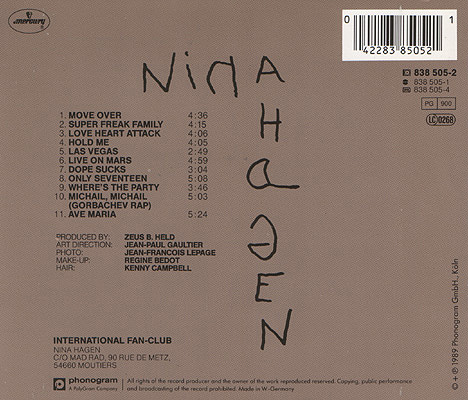 mercury
0 1
42283 85052
838 505-2
838 505-1
838 505-4
PG 900
LC 0268
NiNA
HAGEN
1. MOVE OVER 4:36
2. SUPER FREAK FAMILY 4:15
3. LOVE HEART ATTACK 4:06
4. HOLD ME 4:05
5. LAS VEGAS 2:49
6. LIVE ON MARS 4:59
7. DOPE SUCKS 3:04
8. ONLY SEVENTEEN 5:08
9. WHERE'S THE PARTY 3:46
10. MICHAIL, MICHAIL 5:03
(GORBACHEV RAP)
11. AVE MARIA 5:24
PRODUCED BY: ZEUS B. HELD
ART DIRECTION: JEAN-PAUL GAULTIER
PHOTO: JEAN-FRANCOIS LEPAGE
MAKE-UP: REGINE BEDOT
HAIR: KENNY CAMPBELL
INTERNATIONAL FAN-CLUB
NINA HAGEN
C/O MAD RAD, 90 RUE DE METZ,
54660 MOUTIERS
phonogram
A PolyGram Company
All rights of the record producer and the owner of the work reproduced reserved. Copying, public performance
and broadcasting of the record prohibited. Made in W.-Germany
© + ℗ 1989 Phonogram GmbH., Köln